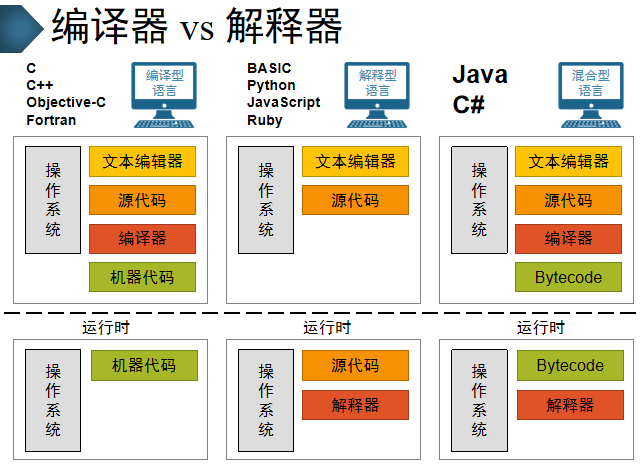 编译器 vs 解释器
C
C++
Objective-C
Fortran
编译型
语言
BASIC
Python
JavaScript
Ruby
解释型
语言
Java
C#
混合型
语言
操作系统
文本编辑器
源代码
编译器
机器代码
操作系统
文本编辑器
源代码
操作系统
文本编辑器
源代码
编译器
Bytecode
运行时
运行时
运行时
操作系统
机器代码
操作系统
源代码
解释器
操作系统
Bytecode
解释器